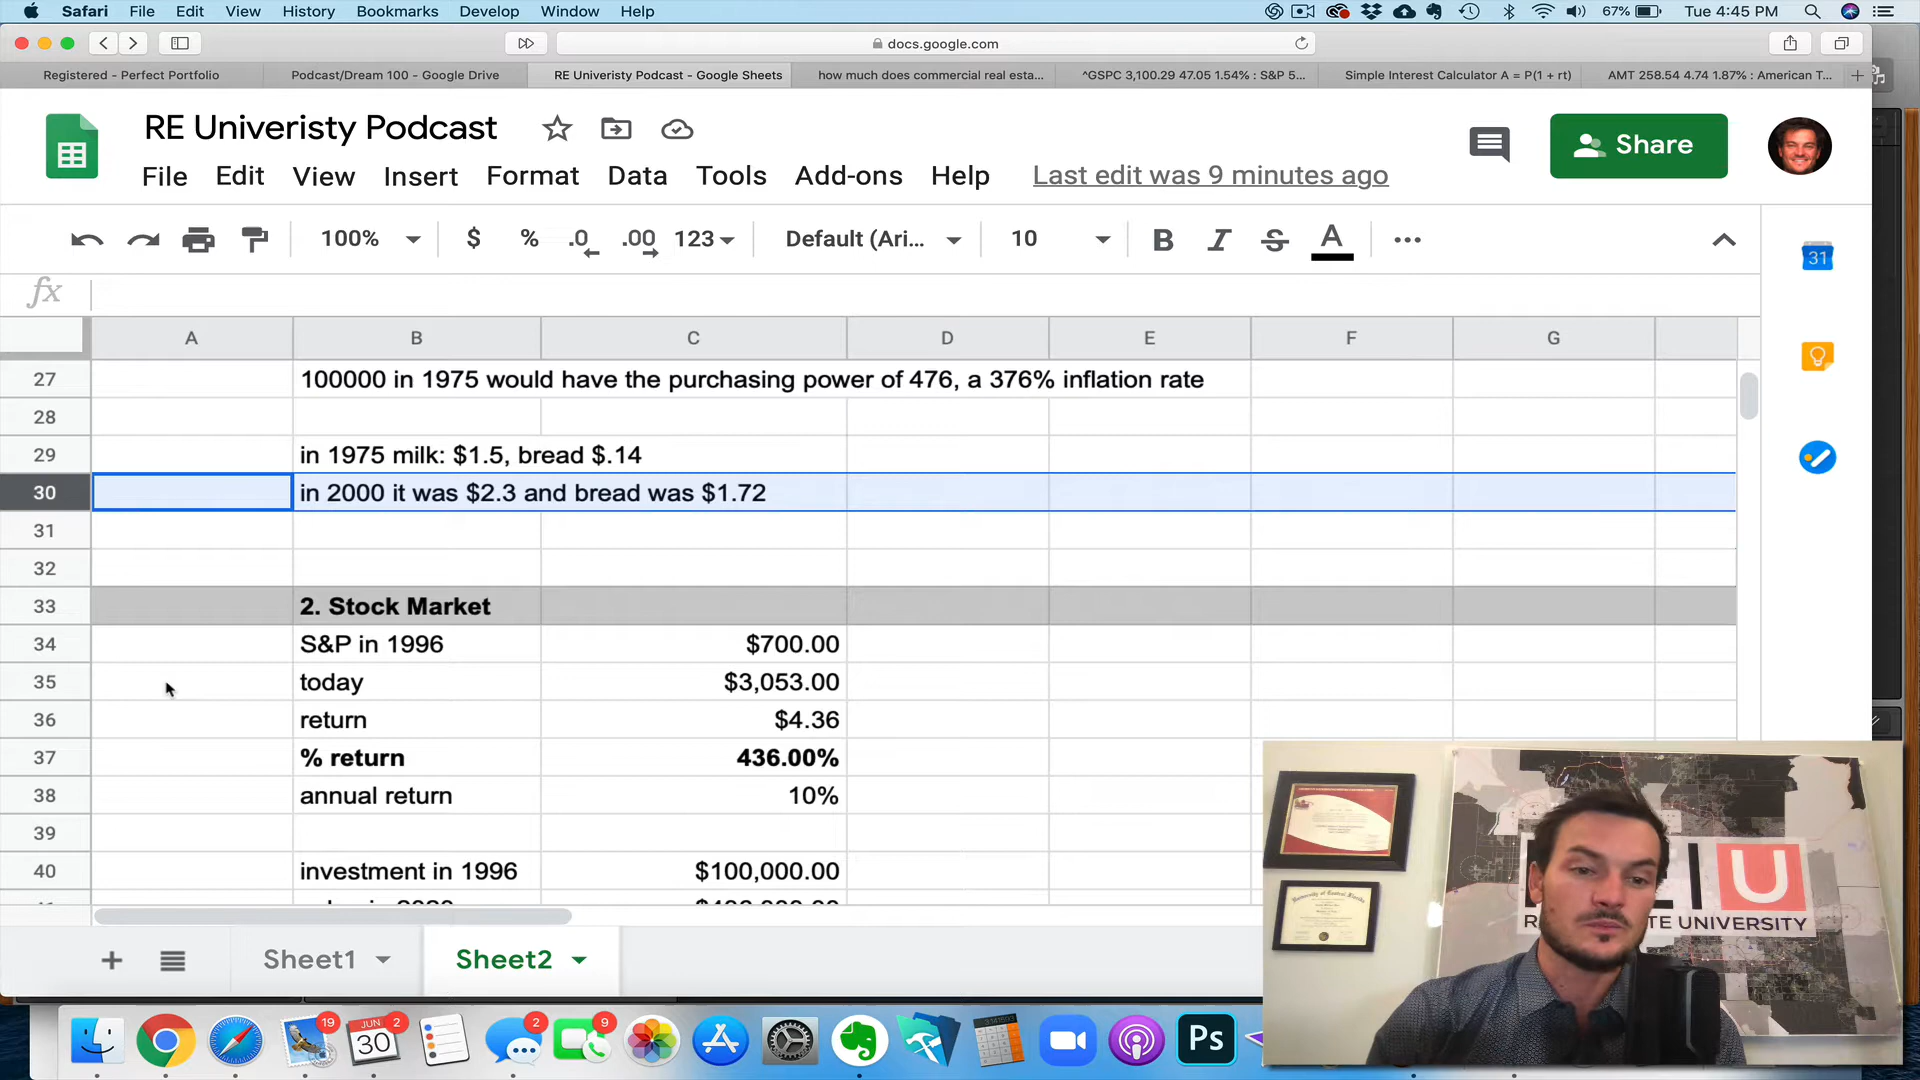 Safari File Edit View History Bookmarks Develop Window Help 67% Tue 4:45 PM
docs.google.com
Registered - Perfect Portfolio Podcast/Dream 100 - Google Drive RE Univeristy Podcast - Google Sheets how much does commercial real esta... ^GSPC 3,100.29 47.05 1.54% : S&P 5... Simple Interest Calculator A = P(1 + rt) AMT 258.54 4.74 1.87% : American T...
RE Univeristy Podcast
Share
File Edit View Insert Format Data Tools Add-ons Help Last edit was 9 minutes ago
100% $ % .0 .00 123 Default (Ari... 10 B I S A
31
fx
A B C D E F G
27 100000 in 1975 would have the purchasing power of 476, a 376% inflation rate
28
29 in 1975 milk: $1.5, bread $.14
30 in 2000 it was $2.3 and bread was $1.72
31
32
33 2. Stock Market
34 S&P in 1996 $700.00
35 today $3,053.00
36 return $4.36
37 % return 436.00%
38 annual return 10%
39
40 investment in 1996 $100,000.00
U
TE UNIVERSITY
Sheet1 Sheet2
19 JUN 2 30 2 9 Ps